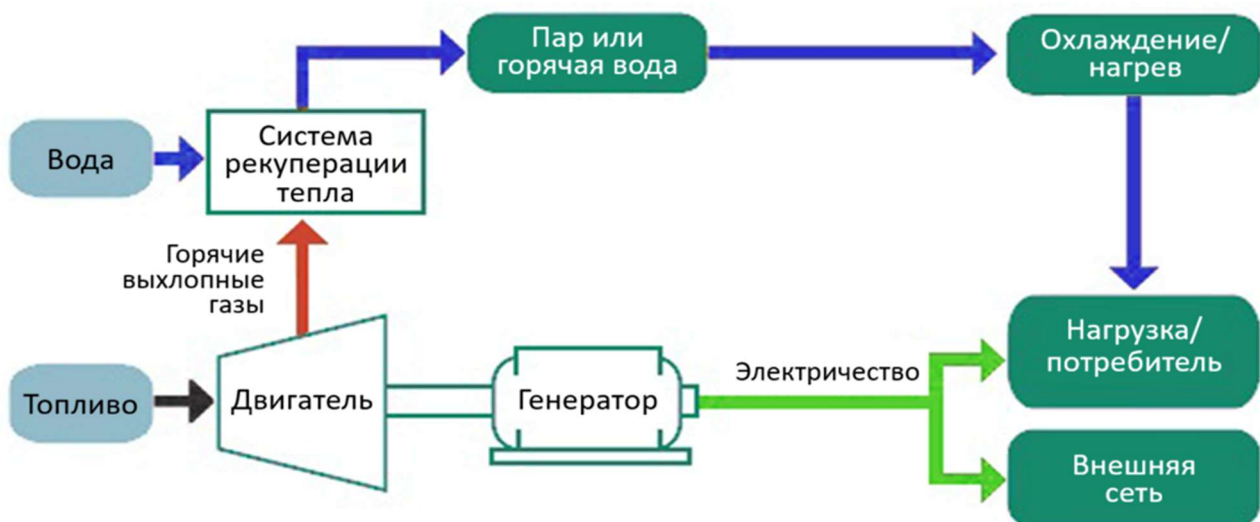 Пар или
горячая вода
Охлаждение/
нагрев
Вода
Система
рекуперации
тепла
Горячие
выхлопные
газы
Нагрузка/
потребитель
Топливо
Двигатель
Генератор
Электричество
Внешняя
сеть